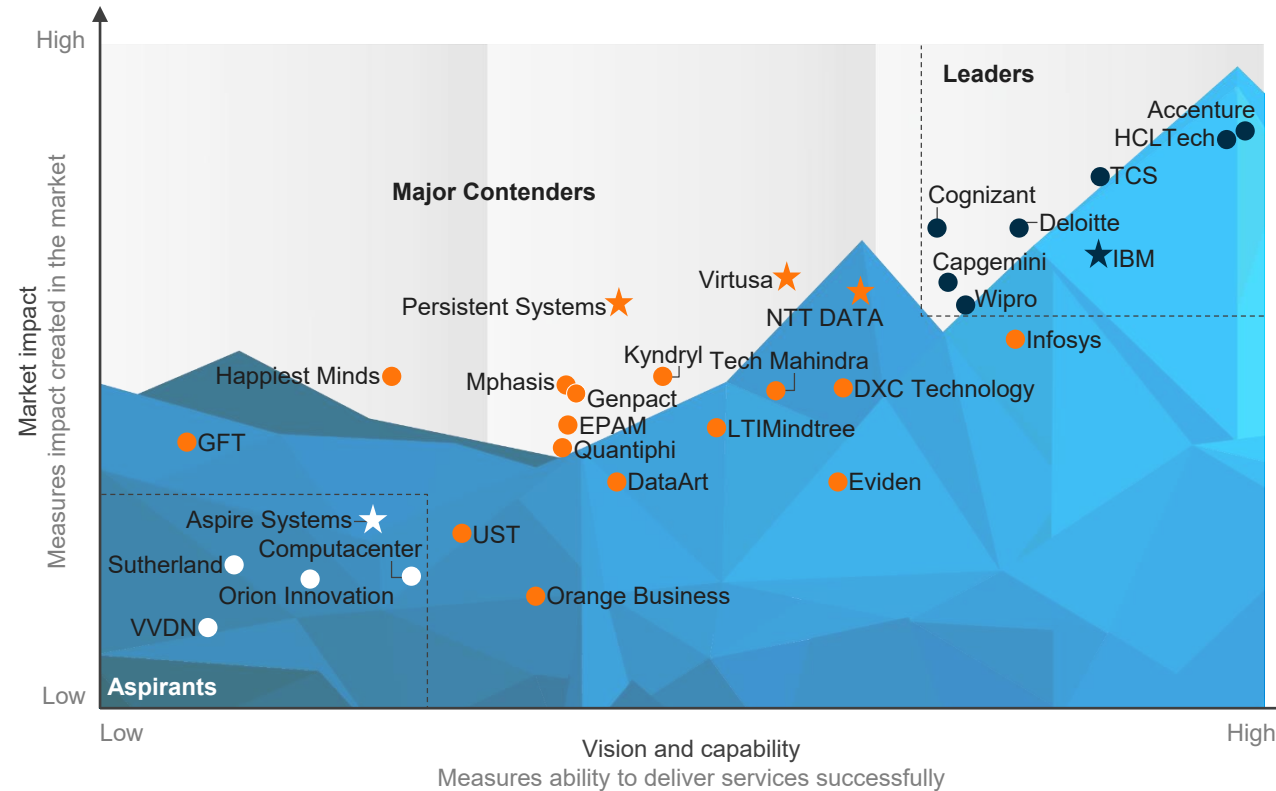 High
Leaders
Accenture
HCLTech
TCS
Major Contenders
Cognizant
Deloitte
IBM
Capgemini
Virtusa
Wipro
Persistent Systems
NTT DATA
Infosys
Kyndryl
Tech Mahindra
Happiest Minds
Mphasis
DXC Technology
Genpact
EPAM
LTIMindtree
GFT
Quantiphi
DataArt
Eviden
Aspire Systems
UST
Computacenter
Sutherland
Orion Innovation
Orange Business
VVDN
Aspirants
Market impact
Measures impact created in the market
Low
Low
High
Vision and capability
Measures ability to deliver services successfully